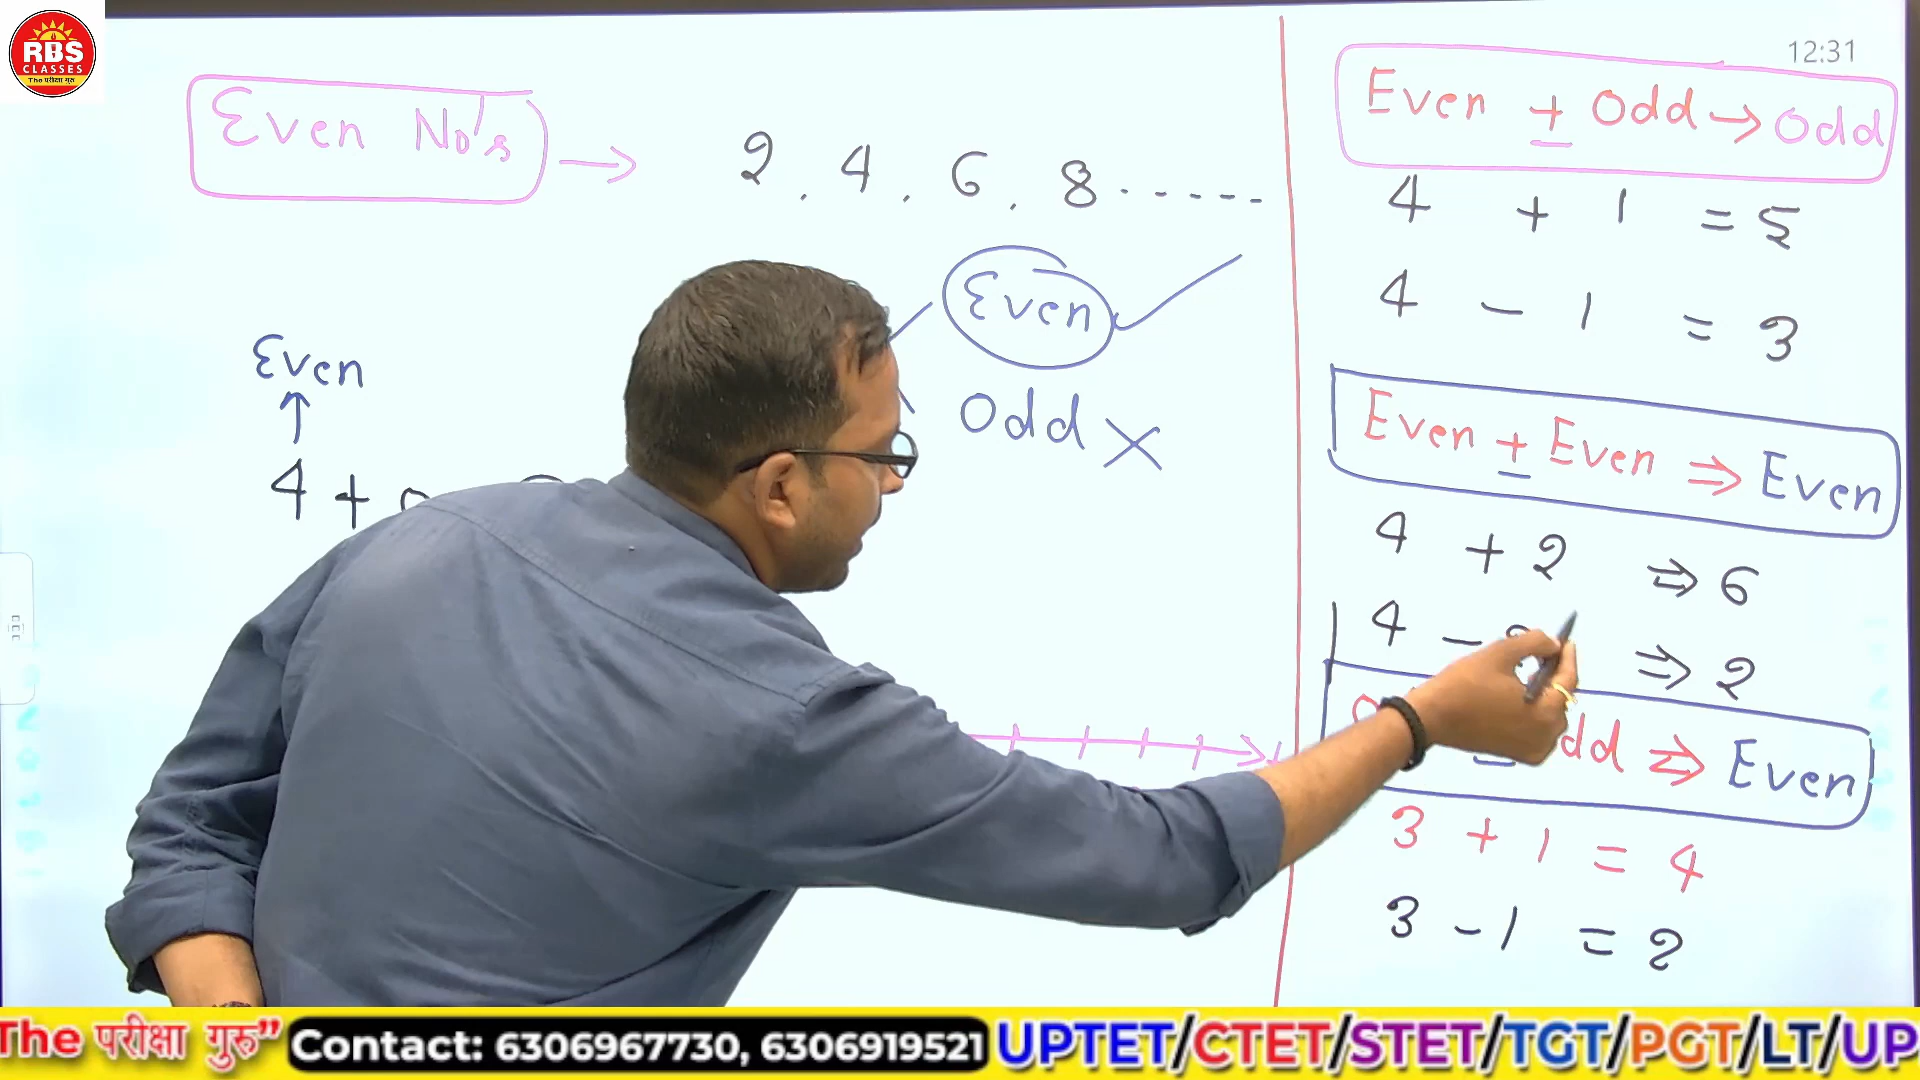 RBS
CLASSES
The परीक्षा गुरु
12:31
Even No's → 2, 4, 6, 8 ------
Even
Odd ×
Even
↑
4 +
Even ± Odd → Odd
4 + 1 = 5
4 - 1 = 3
Even ± Even ⇒ Even
4 + 2 ⇒ 6
4 - ⇒ 2
⇒ Even
3 + 1 = 4
3 - 1 = 2
The परीक्षा गुरु” Contact: 6306967730, 6306919521 UPTET/CTET/STET/TGT/PGT/LT/UP